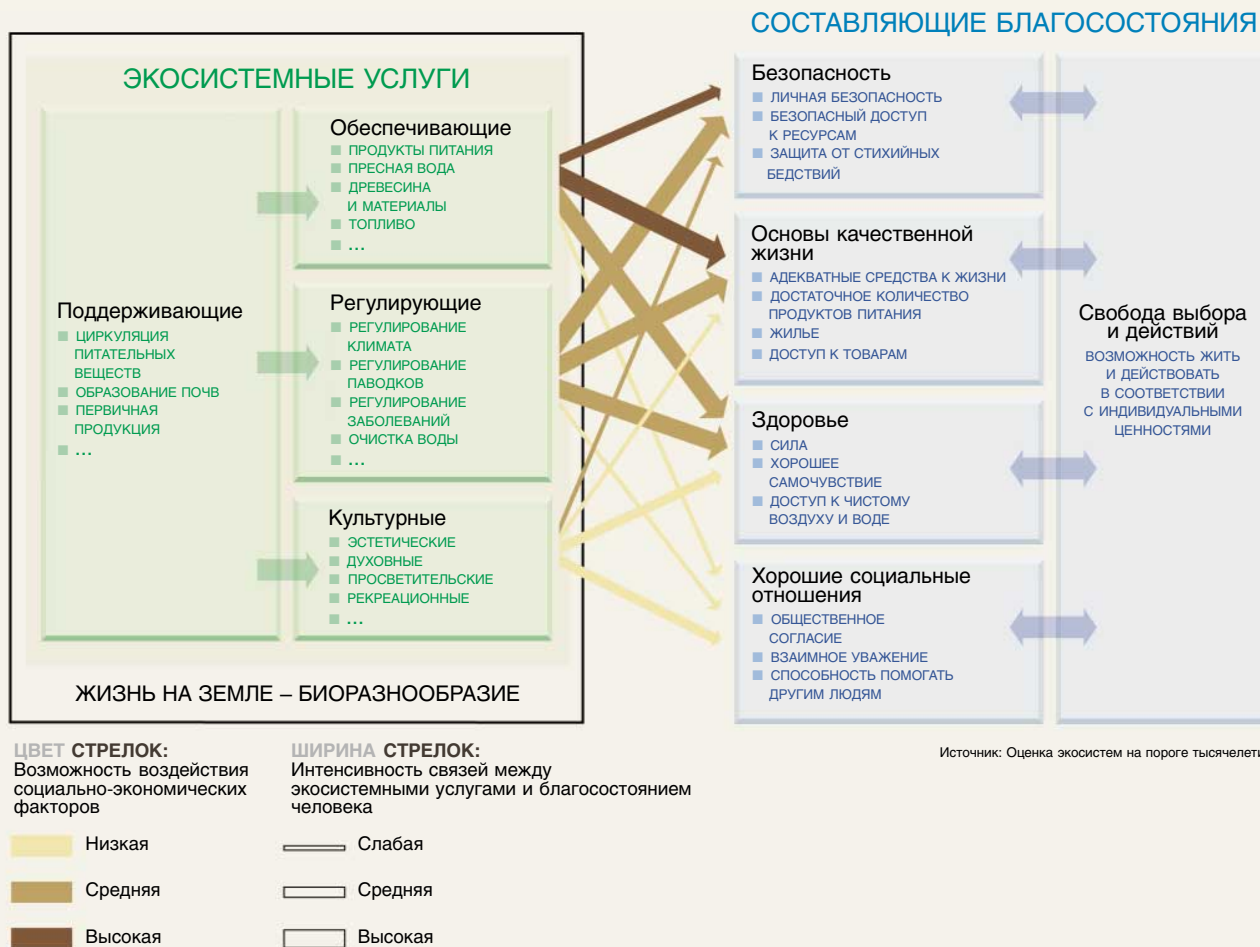 СОСТАВЛЯЮЩИЕ БЛАГОСОСТОЯНИЯ
ЭКОСИСТЕМНЫЕ УСЛУГИ
Поддерживающие
ЦИРКУЛЯЦИЯ
ПИТАТЕЛЬНЫХ
ВЕЩЕСТВ
ОБРАЗОВАНИЕ ПОЧВ
ПЕРВИЧНАЯ
ПРОДУКЦИЯ
...
Обеспечивающие
ПРОДУКТЫ ПИТАНИЯ
ПРЕСНАЯ ВОДА
ДРЕВЕСИНА
И МАТЕРИАЛЫ
ТОПЛИВО
...
Регулирующие
РЕГУЛИРОВАНИЕ
КЛИМАТА
РЕГУЛИРОВАНИЕ
ПАВОДКОВ
РЕГУЛИРОВАНИЕ
ЗАБОЛЕВАНИЙ
ОЧИСТКА ВОДЫ
...
Культурные
ЭСТЕТИЧЕСКИЕ
ДУХОВНЫЕ
ПРОСВЕТИТЕЛЬСКИЕ
РЕКРЕАЦИОННЫЕ
...
ЖИЗНЬ НА ЗЕМЛЕ – БИОРАЗНООБРАЗИЕ
Безопасность
ЛИЧНАЯ БЕЗОПАСНОСТЬ
БЕЗОПАСНЫЙ ДОСТУП
К РЕСУРСАМ
ЗАЩИТА ОТ СТИХИЙНЫХ
БЕДСТВИЙ
Основы качественной
жизни
АДЕКВАТНЫЕ СРЕДСТВА К ЖИЗНИ
ДОСТАТОЧНОЕ КОЛИЧЕСТВО
ПРОДУКТОВ ПИТАНИЯ
ЖИЛЬЕ
ДОСТУП К ТОВАРАМ
Здоровье
СИЛА
ХОРОШЕЕ
САМОЧУВСТВИЕ
ДОСТУП К ЧИСТОМУ
ВОЗДУХУ И ВОДЕ
Хорошие социальные
отношения
ОБЩЕСТВЕННОЕ
СОГЛАСИЕ
ВЗАИМНОЕ УВАЖЕНИЕ
СПОСОБНОСТЬ ПОМОГАТЬ
ДРУГИМ ЛЮДЯМ
Свобода выбора
и действий
ВОЗМОЖНОСТЬ ЖИТЬ
И ДЕЙСТВОВАТЬ
В СООТВЕТСТВИИ
С ИНДИВИДУАЛЬНЫМИ
ЦЕННОСТЯМИ
Источник: Оценка экосистем на пороге тысячелети
ЦВЕТ СТРЕЛОК:
Возможность воздействия
социально-экономических
факторов
Низкая
Средняя
Высокая
ШИРИНА СТРЕЛОК:
Интенсивность связей между
экосистемными услугами и благосостоянием
человека
Слабая
Средняя
Высокая